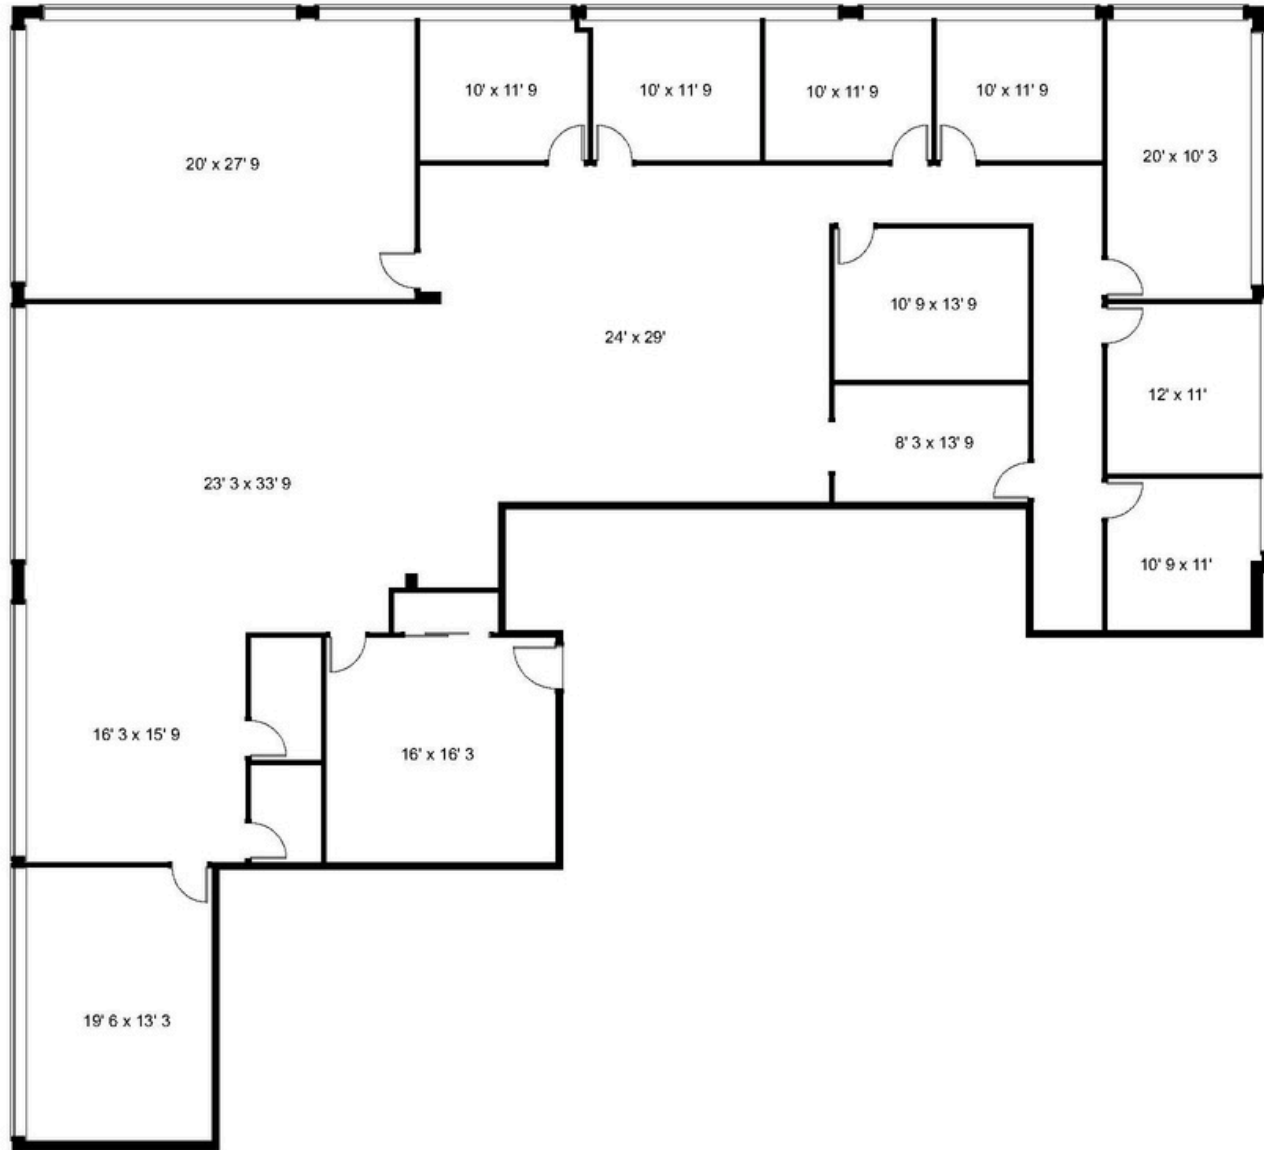 10' x 11' 9
10' x 11' 9
10' x 11' 9
10' x 11' 9
20' x 27' 9
20' x 10' 3
10' 9 x 13' 9
24' x 29'
12' x 11'
8' 3 x 13' 9
23' 3 x 33' 9
10' 9 x 11'
16' 3 x 15' 9
16' x 16' 3
19' 6 x 13' 3